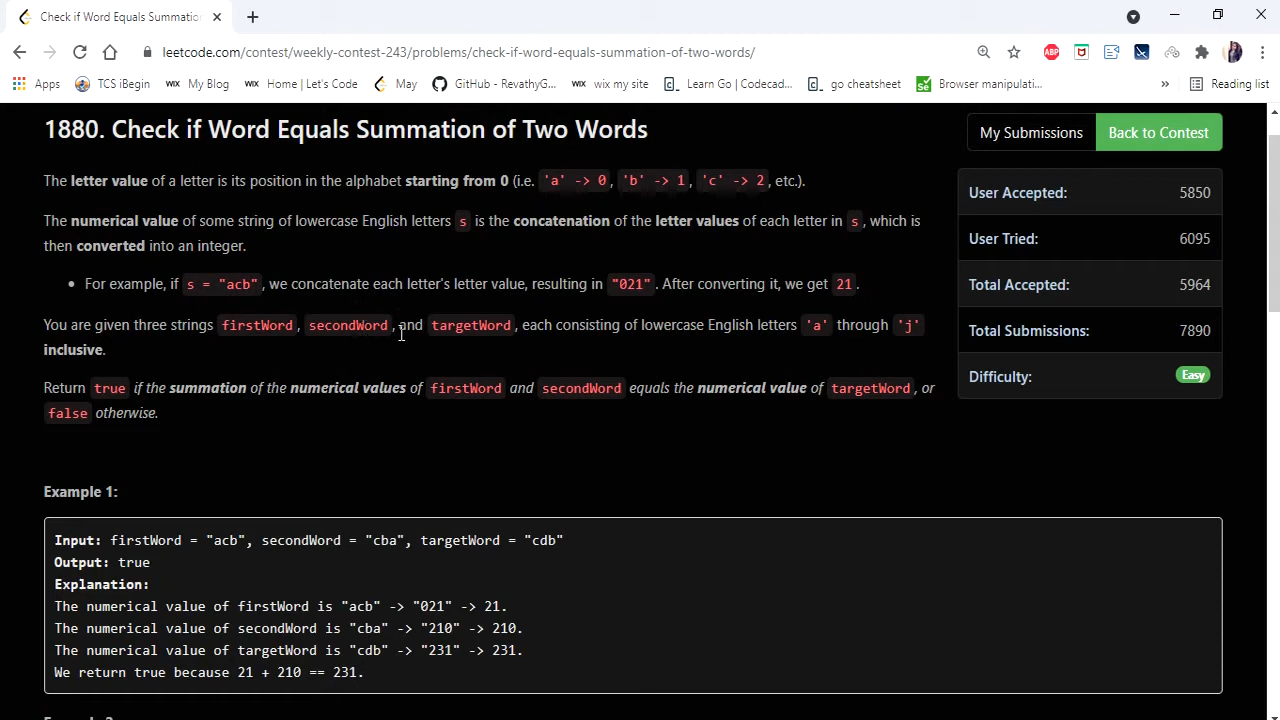 Check if Word Equals Summation
leetcode.com/contest/weekly-contest-243/problems/check-if-word-equals-summation-of-two-words/
ABP
Apps TCS iBegin WIX My Blog WIX Home | Let's Code May GitHub - RevathyG... WIX wix my site Learn Go | Codecad... go cheatsheet Se Browser manipulati... » Reading list
1880. Check if Word Equals Summation of Two Words
My Submissions Back to Contest
The letter value of a letter is its position in the alphabet starting from 0 (i.e. 'a' -> 0, 'b' -> 1, 'c' -> 2, etc.).
The numerical value of some string of lowercase English letters s is the concatenation of the letter values of each letter in s, which is
then converted into an integer.
• For example, if s = "acb", we concatenate each letter's letter value, resulting in "021". After converting it, we get 21.
You are given three strings firstWord, secondWord, and targetWord, each consisting of lowercase English letters 'a' through 'j'
inclusive.
Return true if the summation of the numerical values of firstWord and secondWord equals the numerical value of targetWord, or
false otherwise.
User Accepted: 5850
User Tried: 6095
Total Accepted: 5964
Total Submissions: 7890
Difficulty: Easy
Example 1:
Input: firstWord = "acb", secondWord = "cba", targetWord = "cdb"
Output: true
Explanation:
The numerical value of firstWord is "acb" -> "021" -> 21.
The numerical value of secondWord is "cba" -> "210" -> 210.
The numerical value of targetWord is "cdb" -> "231" -> 231.
We return true because 21 + 210 == 231.